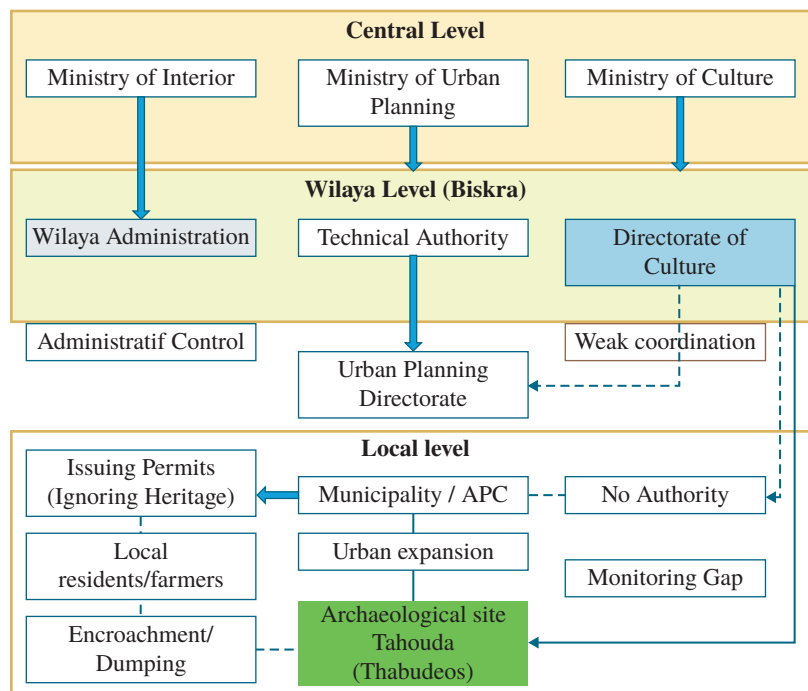 Central Level
Ministry of Interior
Ministry of Urban
Planning
Ministry of Culture
Wilaya Level (Biskra)
Wilaya Administration
Technical Authority
Directorate of
Culture
Administratif Control
Weak coordination
Urban Planning
Directorate
Local level
Issuing Permits
(Ignoring Heritage)
Municipality / APC
No Authority
Local
residents/farmers
Urban expansion
Monitoring Gap
Encroachment/
Dumping
Archaeological site
Tahouda
(Thabudeos)